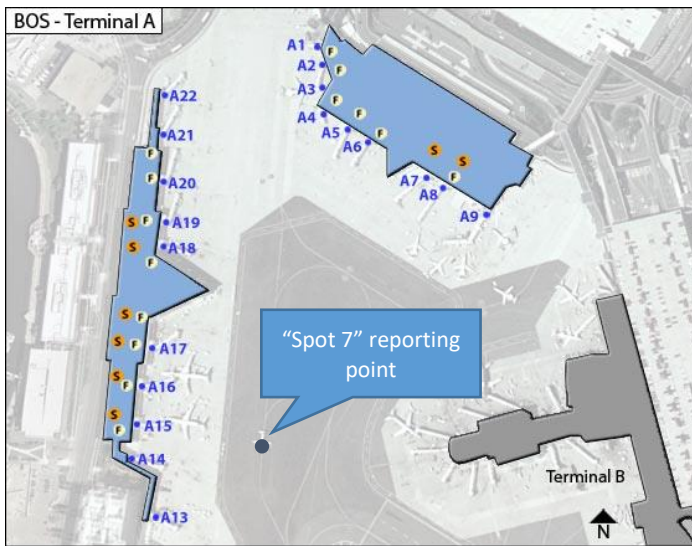 BOS - Terminal A
A1
A2
A3
A4
A5
A6
A7
A8
A9
F
F
F
F
F
F
S
S
A22
A21
A20
A19
A18
A17
A16
A15
A14
A13
F
F
S
F
S
F
S
F
S
F
S
F
S
F
“Spot 7” reporting
point
Terminal B
N